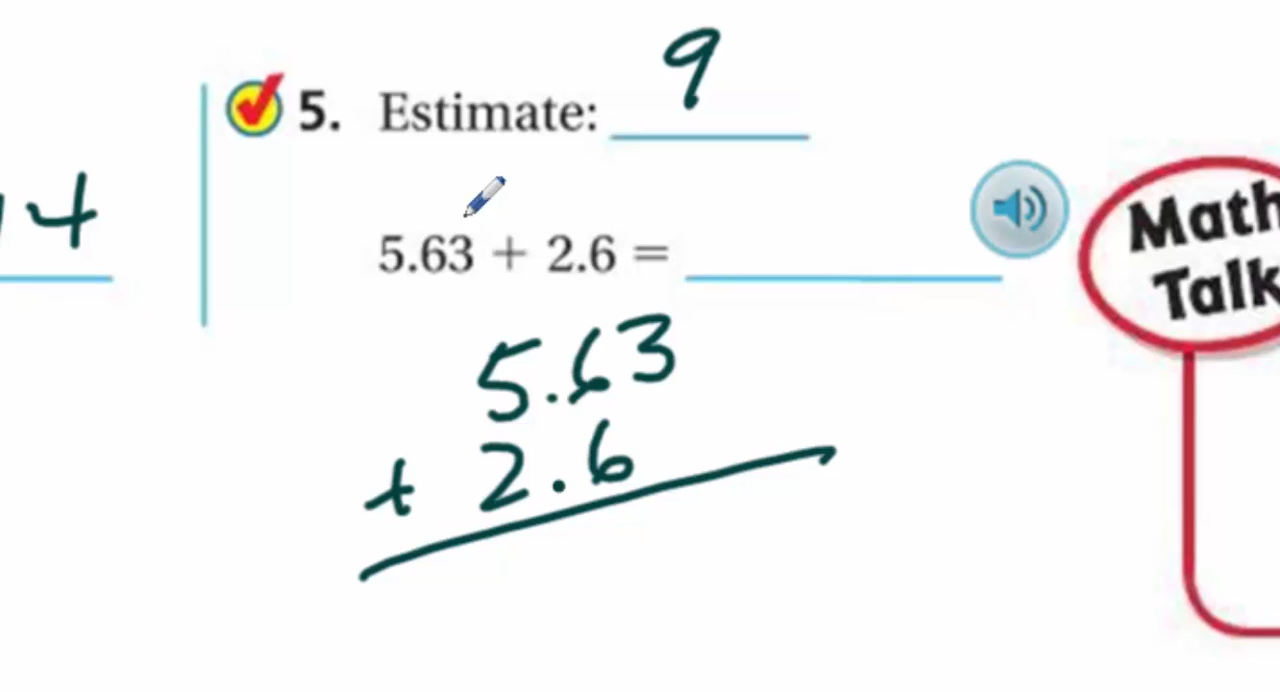 5. Estimate: 9
14
5.63 + 2.6 =
5.63
+ 2.6
Math
Talk